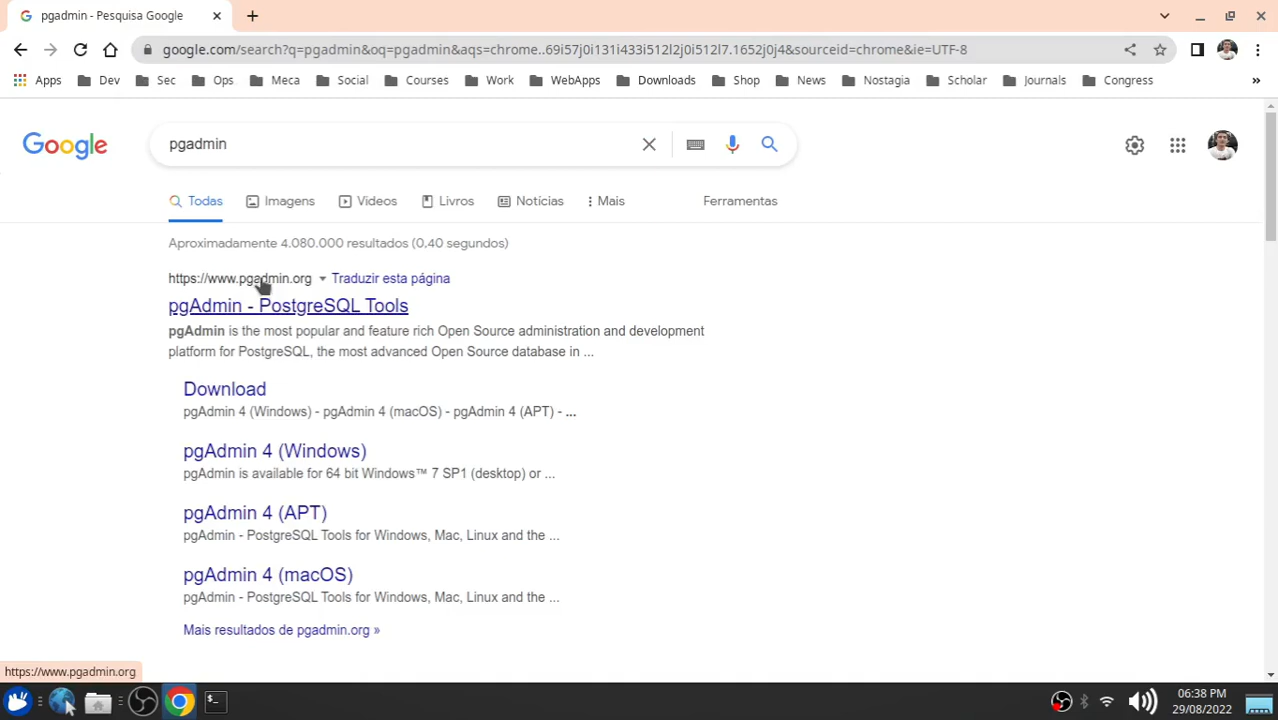 pgadmin - Pesquisa Google
google.com/search?q=pgadmin&oq=pgadmin&aqs=chrome..69i57j0i131i433i512l2j0i512l7.1652j0j4&sourceid=chrome&ie=UTF-8
Apps Dev Sec Ops Meca Social Courses Work WebApps Downloads Shop News Nostagia Scholar Journals Congress »
Google pgadmin
Todas Imagens Vídeos Livros Notícias Mais Ferramentas
Aproximadamente 4.080.000 resultados (0,40 segundos)
https://www.pgadmin.org Traduzir esta página
pgAdmin - PostgreSQL Tools
pgAdmin is the most popular and feature rich Open Source administration and development
platform for PostgreSQL, the most advanced Open Source database in ...
Download
pgAdmin 4 (Windows) - pgAdmin 4 (macOS) - pgAdmin 4 (APT) - ...
pgAdmin 4 (Windows)
pgAdmin is available for 64 bit Windows™ 7 SP1 (desktop) or ...
pgAdmin 4 (APT)
pgAdmin - PostgreSQL Tools for Windows, Mac, Linux and the ...
pgAdmin 4 (macOS)
pgAdmin - PostgreSQL Tools for Windows, Mac, Linux and the ...
Mais resultados de pgadmin.org »
https://www.pgadmin.org
06:38 PM
29/08/2022